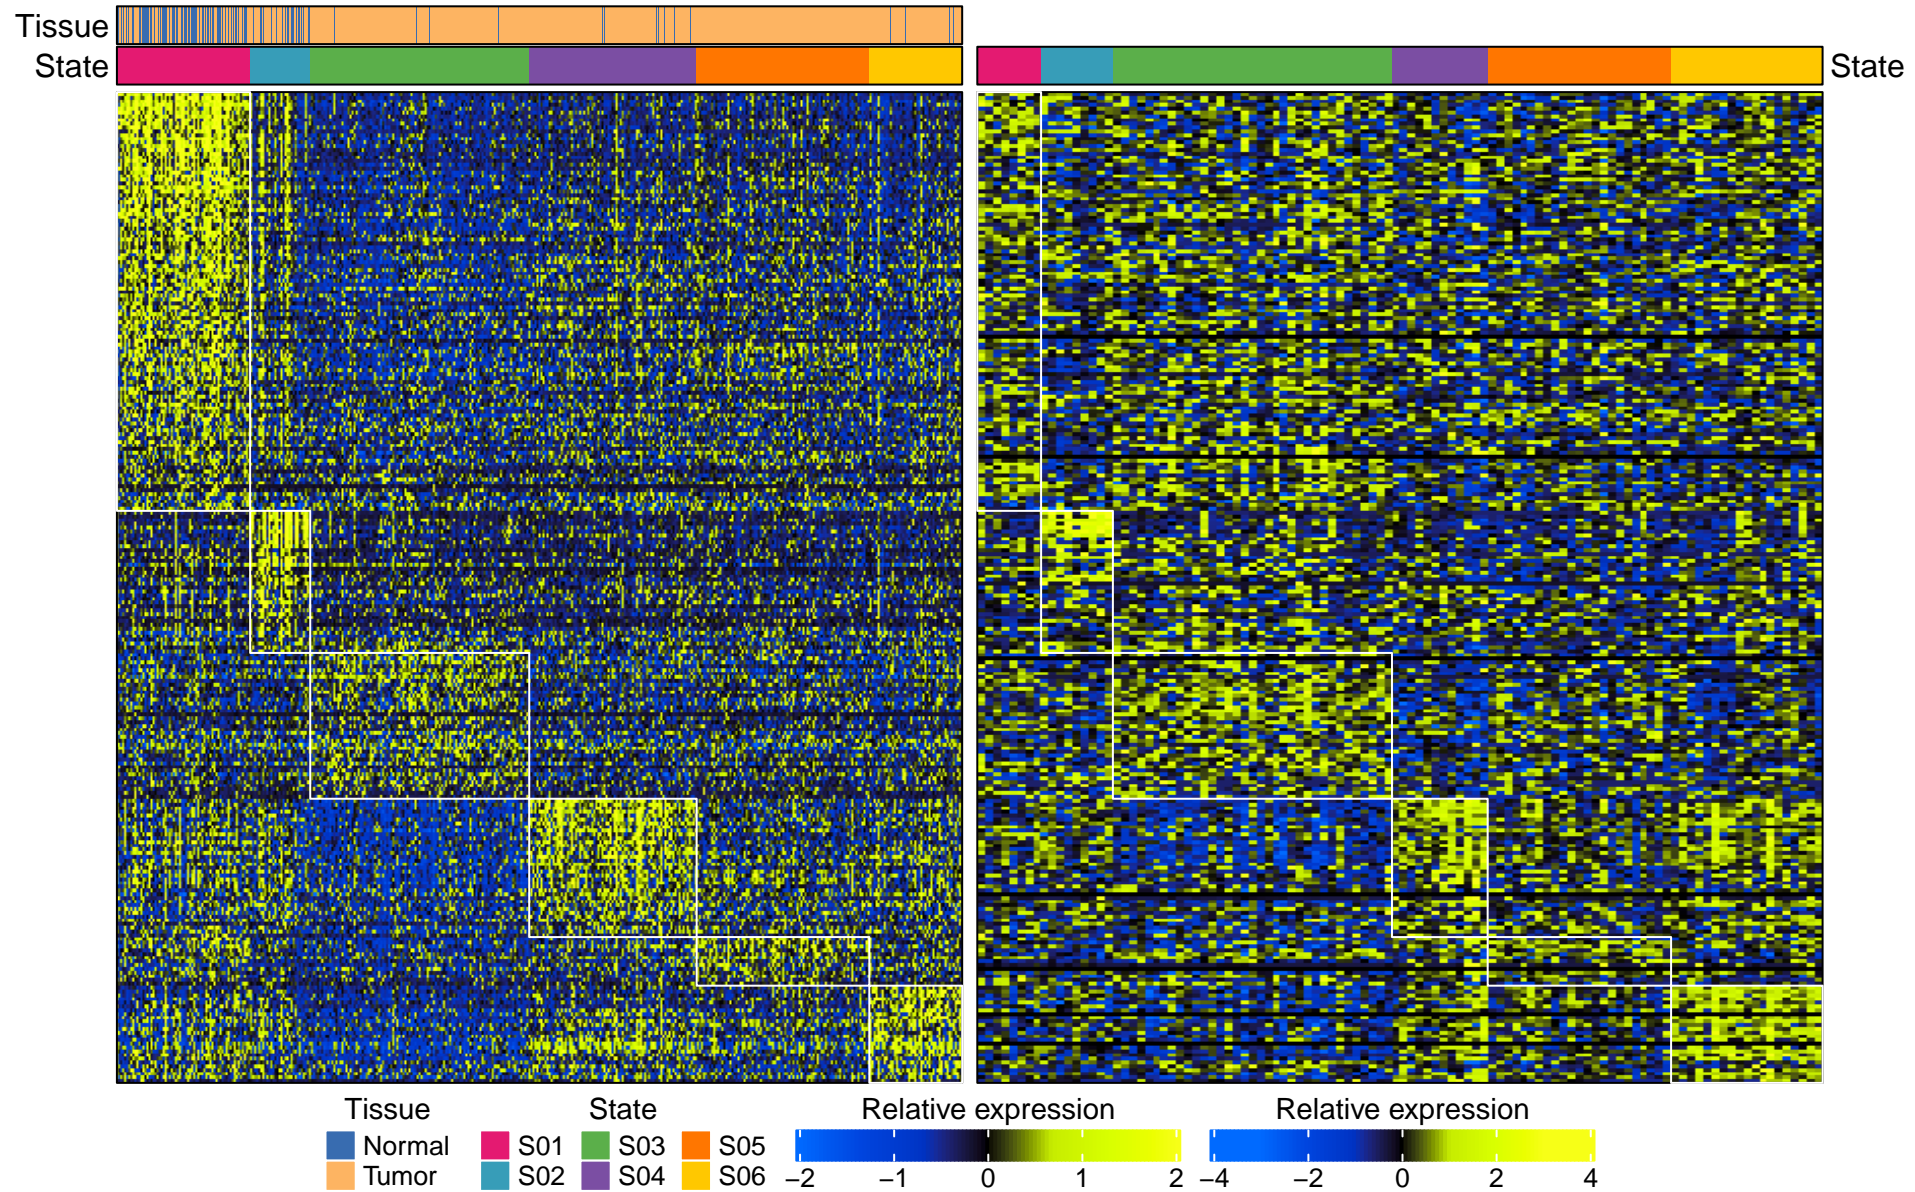 Tissue
State
State
Tissue State Relative expression Relative expression
Normal S01 S03 S05
Tumor S02 S04 S06
−2 −1 0 1 2 −4 −2 0 2 4